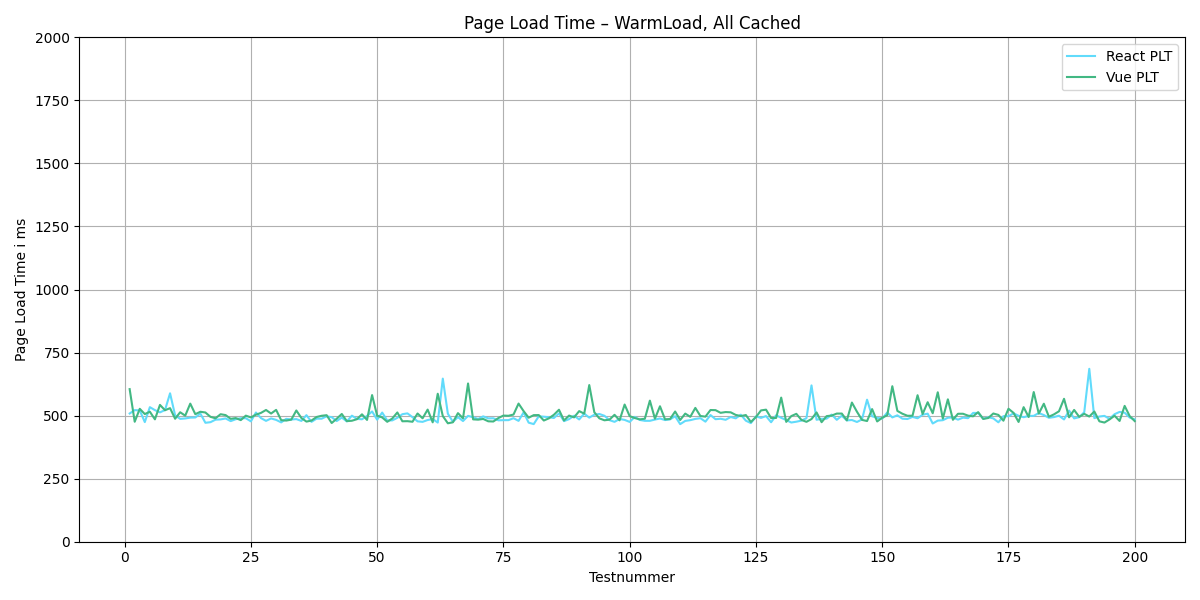 Page Load Time – WarmLoad, All Cached
React PLT
Vue PLT
Page Load Time i ms
2000
1750
1500
1250
1000
750
500
250
0
0 25 50 75 100 125 150 175 200
Testnummer